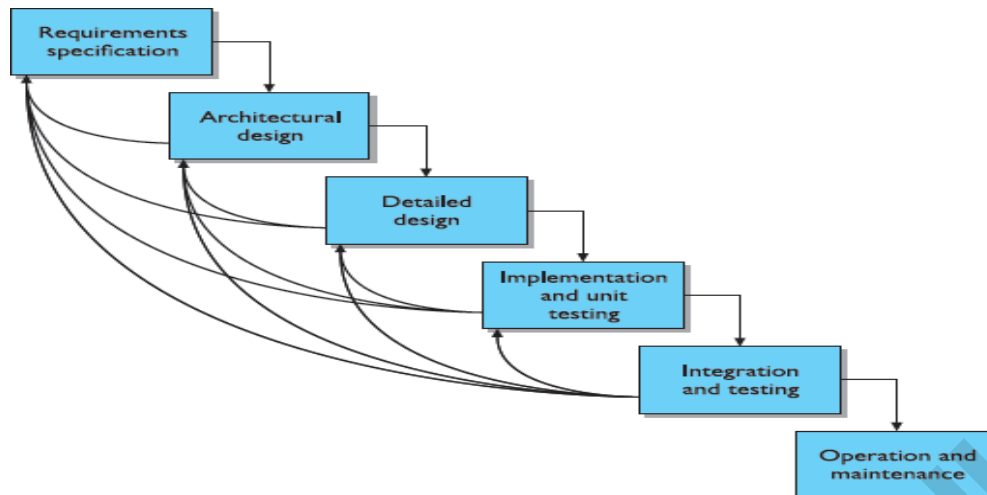 Requirements
specification
Architectural
design
Detailed
design
Implementation
and unit
testing
Integration
and testing
Operation and
maintenance